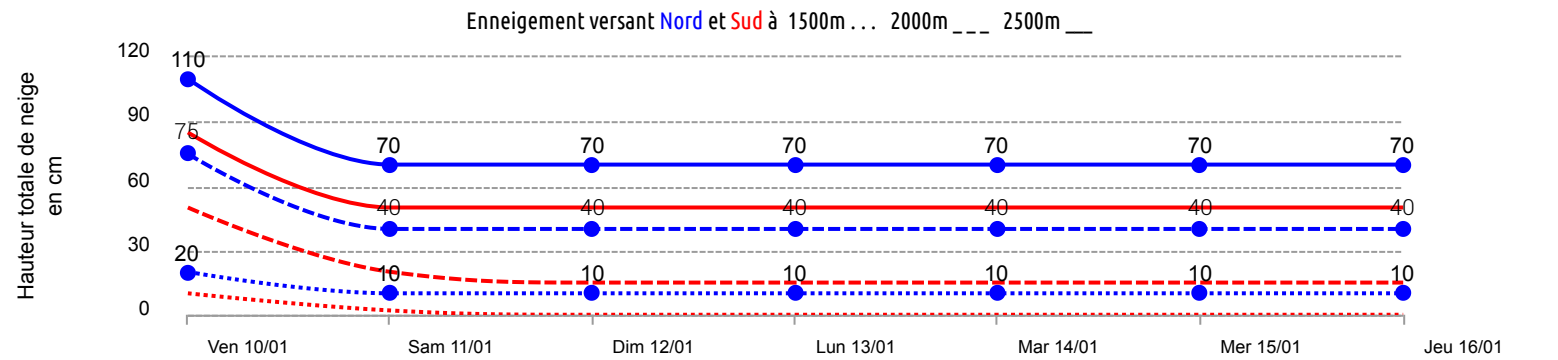 Enneigement versant Nord et Sud à 1500m . . . 2000m _ _ _ 2500m __
Hauteur totale de neige
en cm
120
90
60
30
0
110 70 70 70 70 70 70
75 40 40 40 40 40 40
20 10 10 10 10 10 10
Ven 10/01 Sam 11/01 Dim 12/01 Lun 13/01 Mar 14/01 Mer 15/01 Jeu 16/01